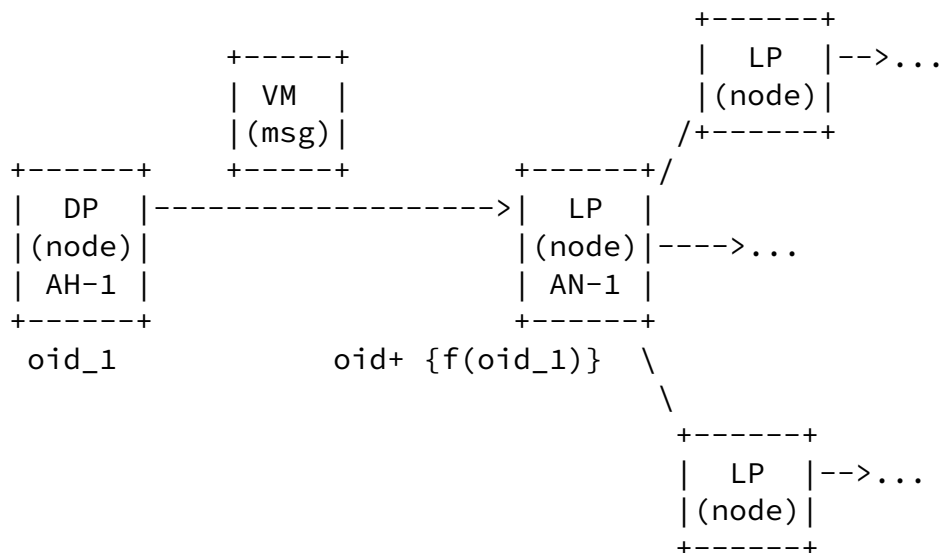 +------+
              +-----+                         |  LP  |-->...
              | VM  |                         |(node)|
              |(msg)|                        /+------+
+------+     +-----+             +------+/
|  DP  |------------------->|  LP  |
|(node)|                        |(node)|---->...
| AH-1 |                        | AN-1 |
+------+                        +------+
 oid_1              oid+ {f(oid_1)}  \
                                           \
                                            +------+
                                            |  LP  |-->...
                                            |(node)|
                                            +------+